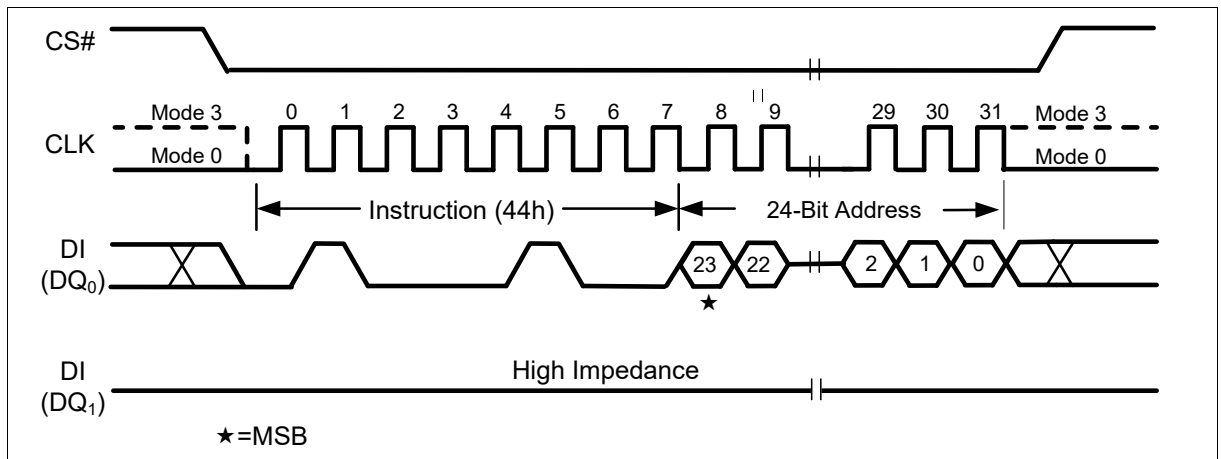 CS#
CLK
Mode 3
Mode 0
0 1 2 3 4 5 6 7 8 9 29 30 31
Mode 3
Mode 0
Instruction (44h)
24-Bit Address
DI
(DQ₀)
23 22 2 1 0
★
DI
(DQ₁)
High Impedance
★=MSB